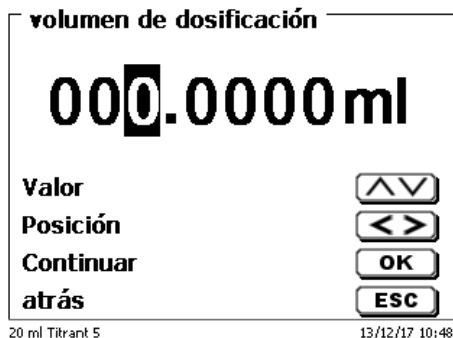 volumen de dosificación
000.0000 ml
Valor
Posición
Continuar OK
atrás ESC
20 ml Titrant 5 13/12/17 10:48